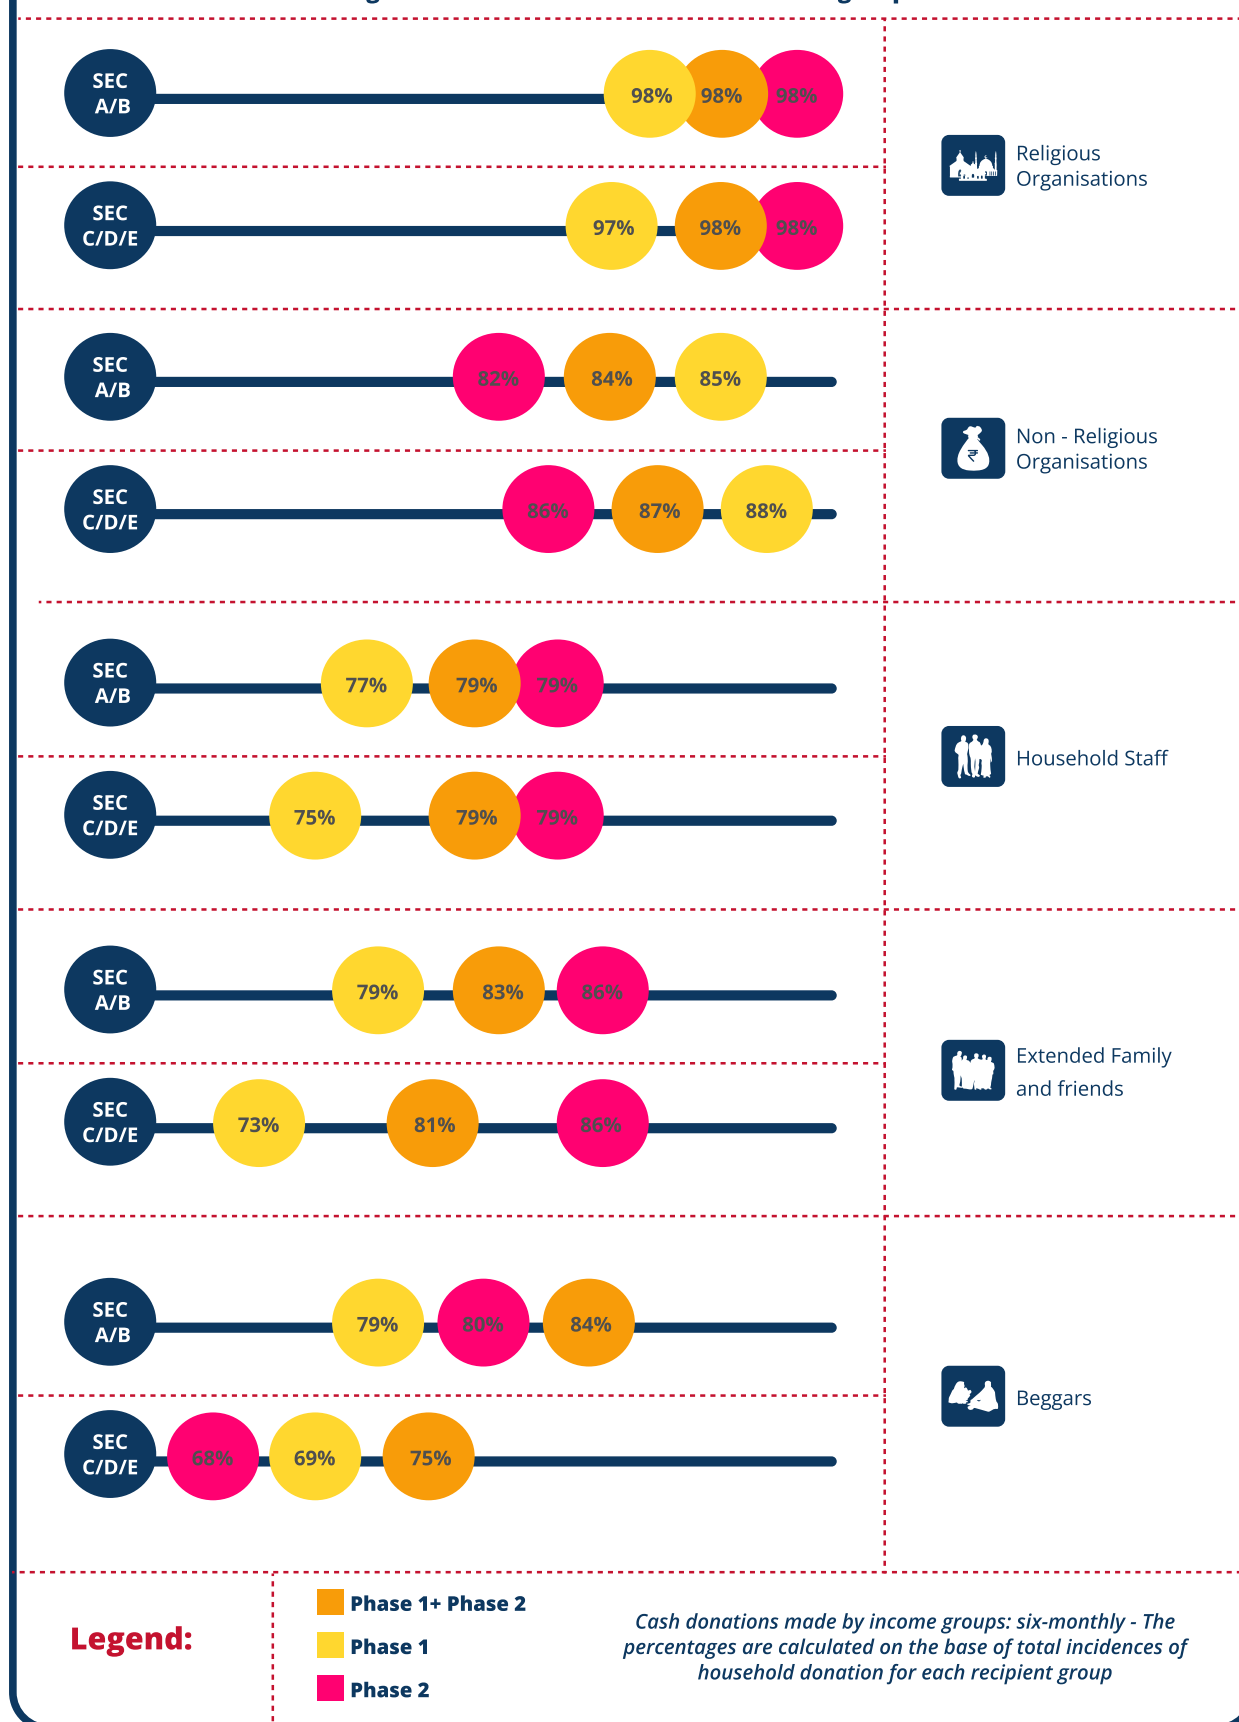 SEC
A/B
98%
98%
98%
SEC
C/D/E
97%
98%
98%
Religious
Organisations
SEC
A/B
82%
84%
85%
SEC
C/D/E
86%
87%
88%
Non - Religious
Organisations
SEC
A/B
77%
79%
79%
SEC
C/D/E
75%
79%
79%
Household Staff
SEC
A/B
79%
83%
86%
SEC
C/D/E
73%
81%
86%
Extended Family
and friends
SEC
A/B
79%
80%
84%
SEC
C/D/E
68%
69%
75%
Beggars
Legend:
Phase 1+ Phase 2
Phase 1
Phase 2
Cash donations made by income groups: six-monthly - The
percentages are calculated on the base of total incidences of
household donation for each recipient group